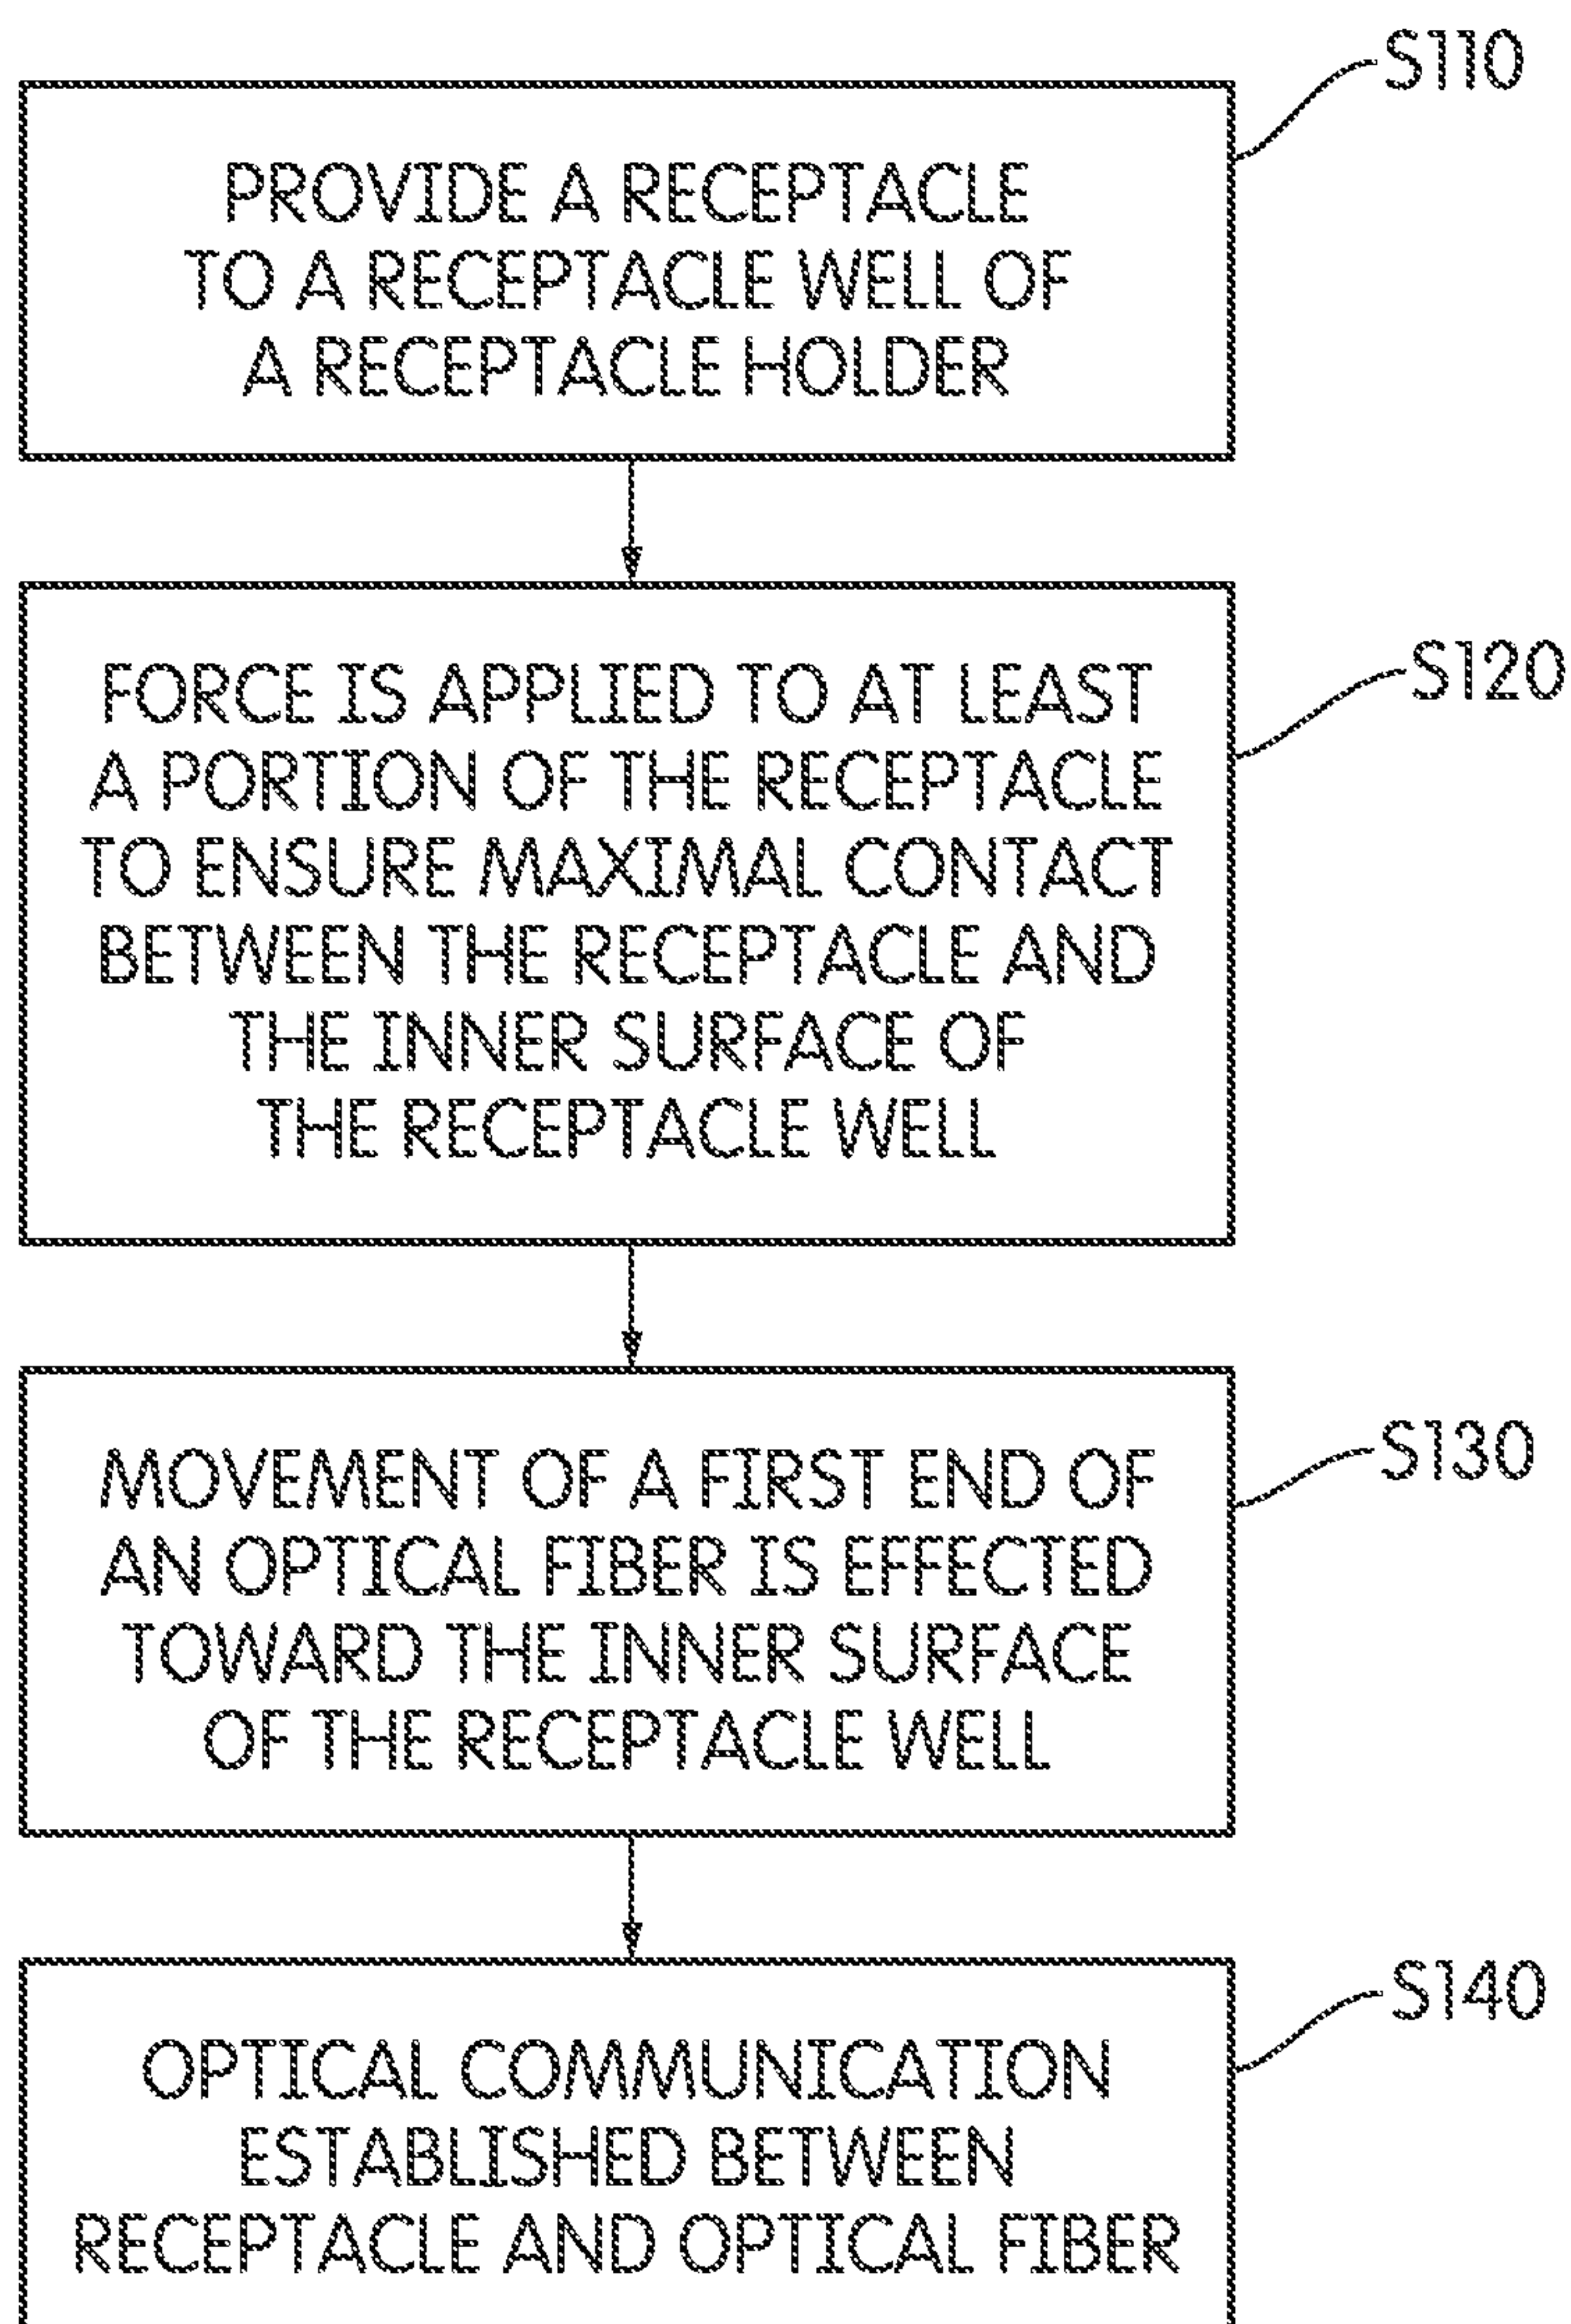 S110
PROVIDE A RECEPTACLE
TO A RECEPTACLE WELL OF
A RECEPTACLE HOLDER
S120
FORCE IS APPLIED TO AT LEAST
A PORTION OF THE RECEPTACLE
TO ENSURE MAXIMAL CONTACT
BETWEEN THE RECEPTACLE AND
THE INNER SURFACE OF
THE RECEPTACLE WELL
S130
MOVEMENT OF A FIRST END OF
AN OPTICAL FIBER IS EFFECTED
TOWARD THE INNER SURFACE
OF THE RECEPTACLE WELL
S140
OPTICAL COMMUNICATION
ESTABLISHED BETWEEN
RECEPTACLE AND OPTICAL FIBER